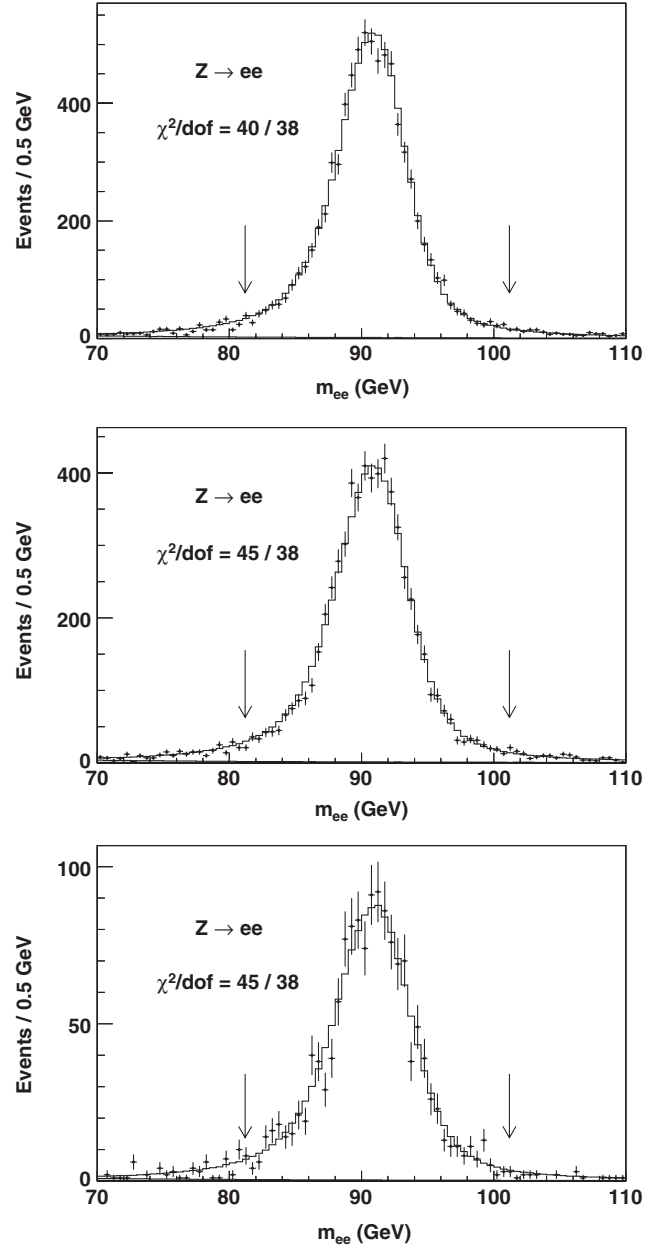 Events / 0.5 GeV
400
200
0
Z → ee
χ²/dof = 40 / 38
70 80 90 100 110
m_ee (GeV)
Events / 0.5 GeV
400
200
0
Z → ee
χ²/dof = 45 / 38
70 80 90 100 110
m_ee (GeV)
Events / 0.5 GeV
100
50
0
Z → ee
χ²/dof = 45 / 38
70 80 90 100 110
m_ee (GeV)